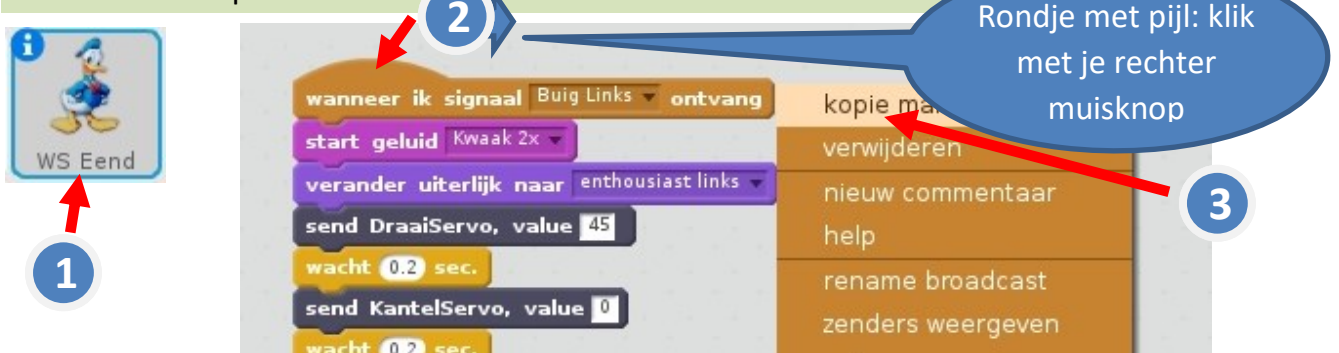 2
Rondje met pijl: klik
met je rechter
muisknop
i
WS Eend
1
wanneer ik signaal Buig Links ontvang
start geluid Kwaak 2x
verander uiterlijk naar enthousiast links
send DraaiServo, value 45
wacht 0.2 sec.
send KantelServo, value 0
wacht 0.2 sec.
kopie
verwijderen
nieuw commentaar
help
rename broadcast
zenders weergeven
3